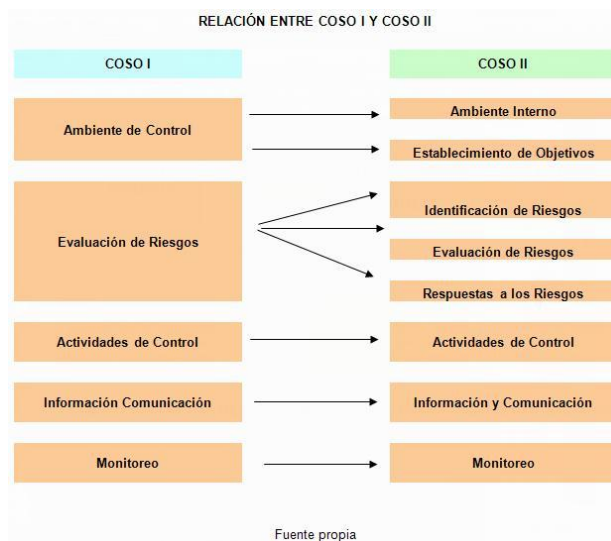 RELACIÓN ENTRE COSO I Y COSO II
COSO I
COSO II
Ambiente de Control
Ambiente Interno
Establecimiento de Objetivos
Evaluación de Riesgos
Identificación de Riesgos
Evaluación de Riesgos
Respuestas a los Riesgos
Actividades de Control
Actividades de Control
Información Comunicación
Información y Comunicación
Monitoreo
Monitoreo
Fuente propia